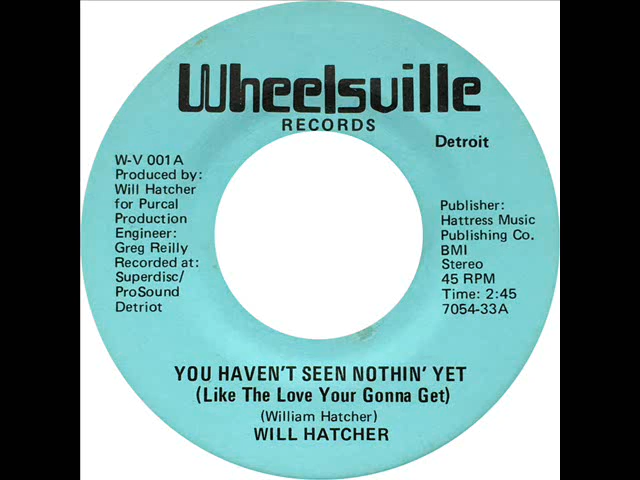 Wheelsville
RECORDS
Detroit
W-V 001A
Produced by:
Will Hatcher
for Purcal
Production
Engineer:
Greg Reilly
Recorded at:
Superdisc/
ProSound
Detriot
Publisher:
Hattress Music
Publishing Co.
BMI
Stereo
45 RPM
Time: 2:45
7054-33A
YOU HAVEN'T SEEN NOTHIN' YET
(Like The Love Your Gonna Get)
(William Hatcher)
WILL HATCHER